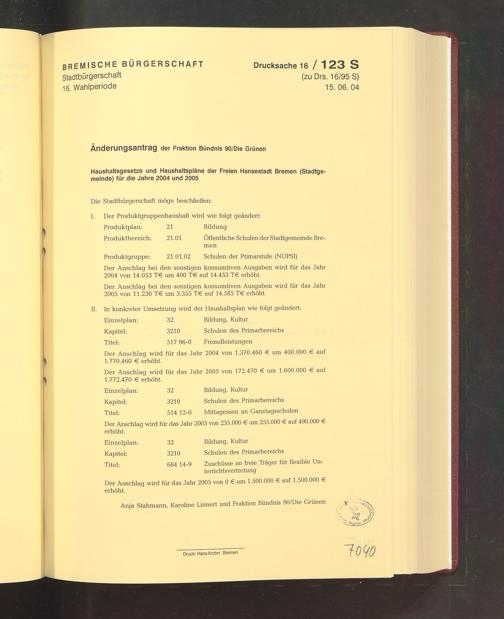 BREMISCHE BÜRGERSCHAFT
Stadtbürgerschaft
16. Wahlperiode
Drucksache 16 / 123 S
(zu Drs. 16/95 S)
15. 06. 04
Änderungsantrag der Fraktion Bündnis 90/Die Grünen
Haushaltsgesetze und Haushaltspläne der Freien Hansestadt Bremen (Stadtge-
meinde) für die Jahre 2004 und 2005
Die Stadtbürgerschaft möge beschließen:
I. Der Produktgruppenhaushalt wird wie folgt geändert:
Produktplan: 21 Bildung
Produktbereich: 21.01 Öffentliche Schulen der Stadtgemeinde Bre-
men
Produktgruppe: 21.01.02 Schulen der Primarstufe (NUPSI)
Der Anschlag bei den sonstigen konsumtiven Ausgaben wird für das Jahr
2004 von 14.053 T€ um 400 T€ auf 14.453 T€ erhöht.
Der Anschlag bei den sonstigen konsumtiven Ausgaben wird für das Jahr
2005 von 11.230 T€ um 3.355 T€ auf 14.585 T€ erhöht.
II. In konkreter Umsetzung wird der Haushaltsplan wie folgt geändert:
Einzelplan: 32 Bildung, Kultur
Kapitel: 3210 Schulen des Primarbereichs
Titel: 517 96-0 Fremdleistungen
Der Anschlag wird für das Jahr 2004 von 1.370.460 € um 400.000 € auf
1.770.460 € erhöht.
Der Anschlag wird für das Jahr 2005 von 172.470 € um 1.600.000 € auf
1.772.470 € erhöht.
Einzelplan: 32 Bildung, Kultur
Kapitel: 3210 Schulen des Primarbereichs
Titel: 514 12-0 Mittagessen an Ganztagsschulen
Der Anschlag wird für das Jahr 2005 von 235.000 € um 255.000 € auf 490.000 €
erhöht.
Einzelplan: 32 Bildung, Kultur
Kapitel: 3210 Schulen des Primarbereichs
Titel: 684 14-9 Zuschüsse an freie Träger für flexible Un-
terrichtsvertretung
Der Anschlag wird für das Jahr 2005 von 0 € um 1.500.000 € auf 1.500.000 €
erhöht.
Anja Stahmann, Karoline Linnert und Fraktion Bündnis 90/Die Grünen
Druck: Hans Krohn Bremen
7040